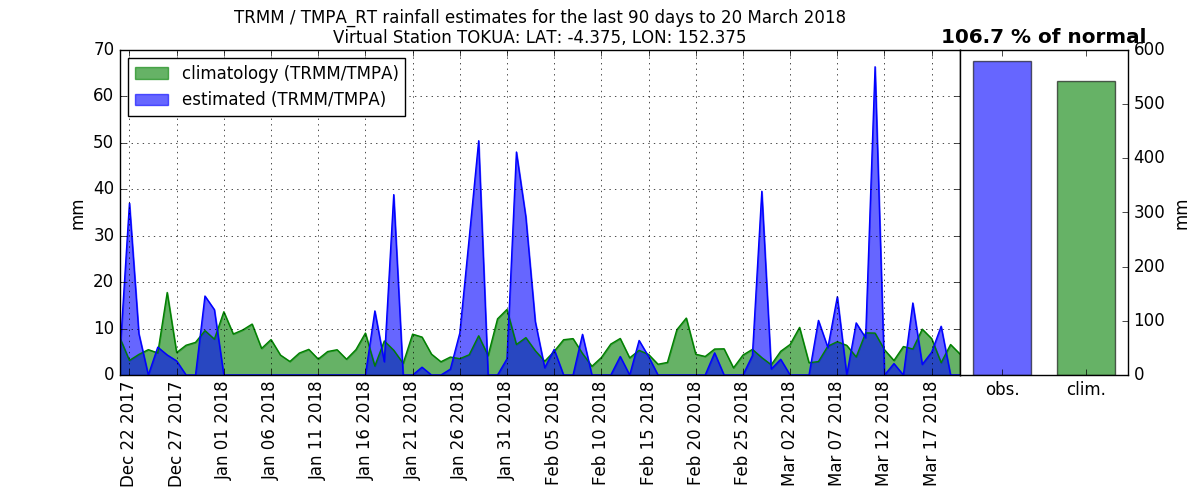 TRMM / TMPA_RT rainfall estimates for the last 90 days to 20 March 2018
Virtual Station TOKUA: LAT: -4.375, LON: 152.375
106.7 % of normal
climatology (TRMM/TMPA)
estimated (TRMM/TMPA)
70
60
50
40
30
20
10
0
mm
600
500
400
300
200
100
0
mm
obs.
clim.
Dec 22 2017
Dec 27 2017
Jan 01 2018
Jan 06 2018
Jan 11 2018
Jan 16 2018
Jan 21 2018
Jan 26 2018
Jan 31 2018
Feb 05 2018
Feb 10 2018
Feb 15 2018
Feb 20 2018
Feb 25 2018
Mar 02 2018
Mar 07 2018
Mar 12 2018
Mar 17 2018